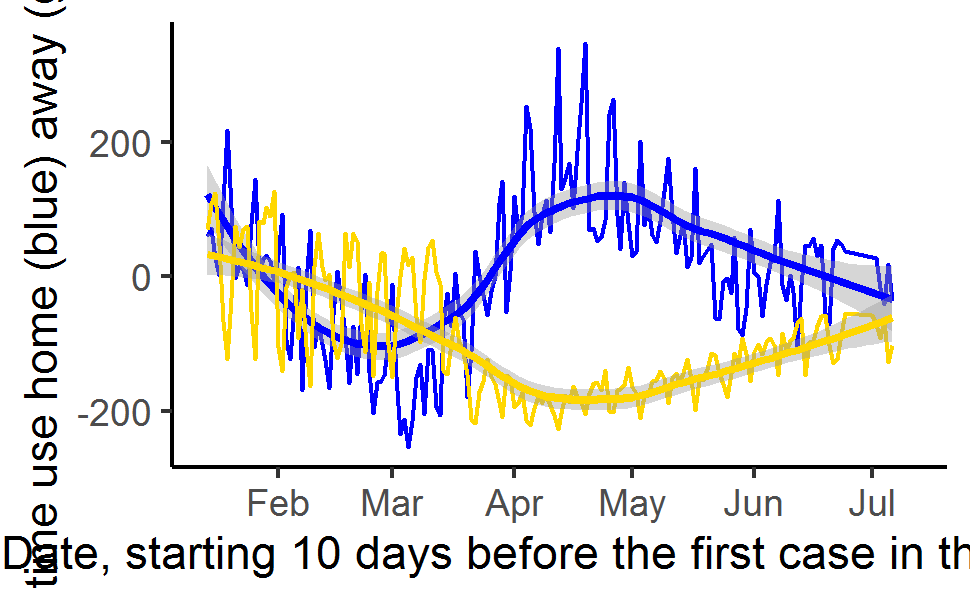 time use home (blue) away (
200
0
-200
Feb Mar Apr May Jun Jul
Date, starting 10 days before the first case in th